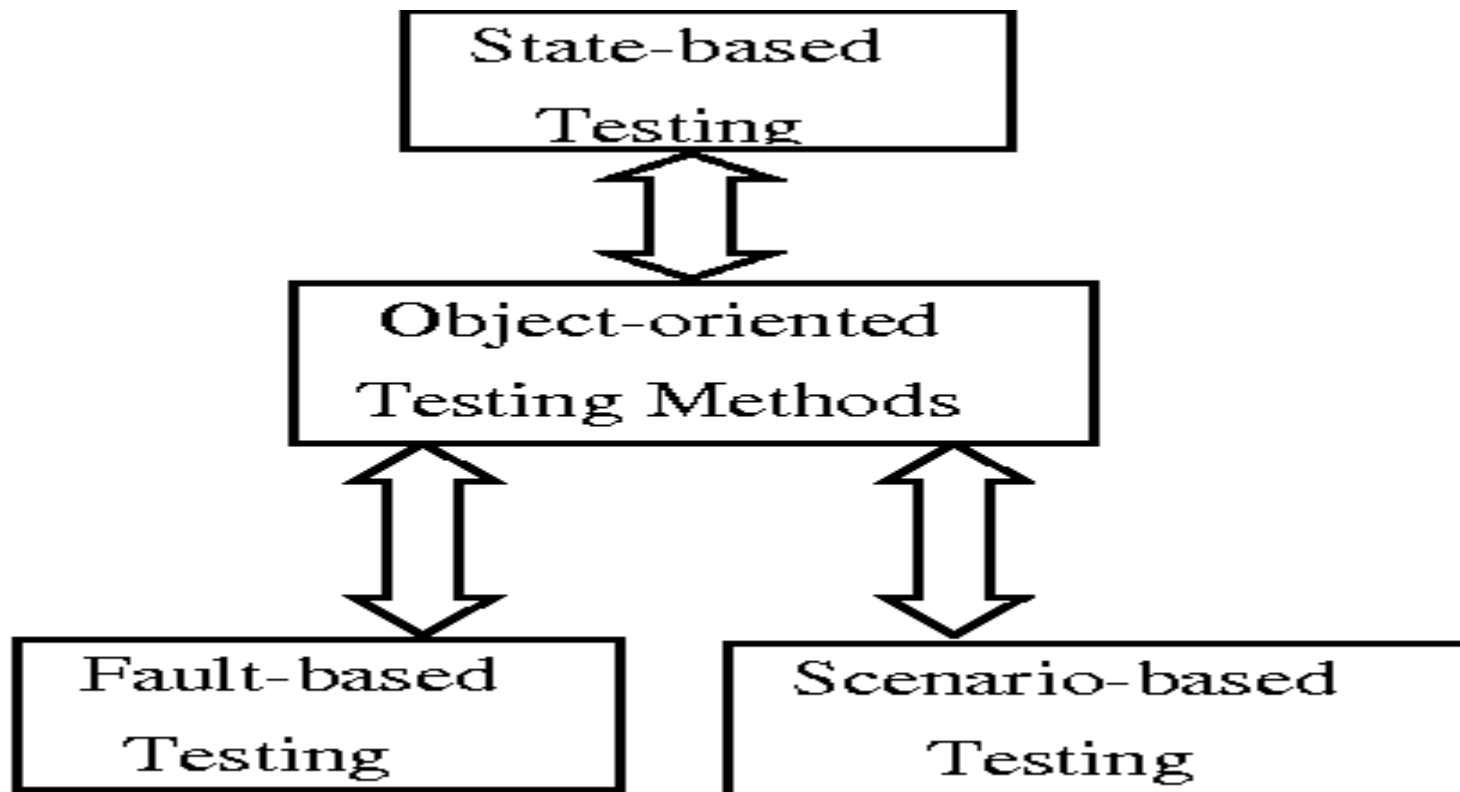 State-based
Testing
Object-oriented
Testing Methods
Fault-based
Testing
Scenario-based
Testing